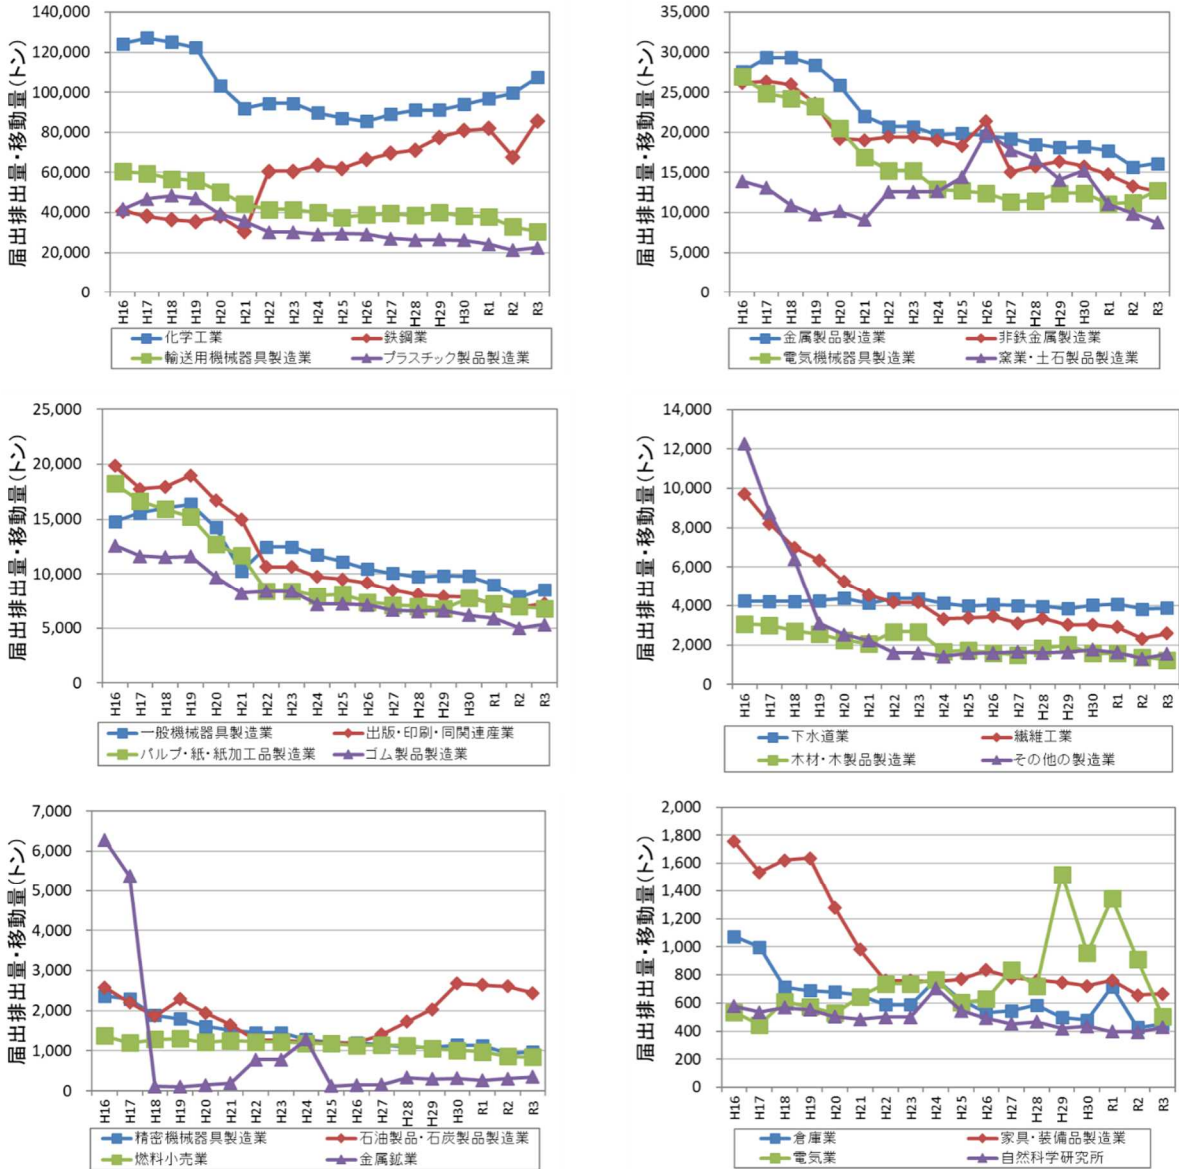 届出排出量・移動量(トン)
140,000
120,000
100,000
80,000
60,000
40,000
20,000
0
H16 H17 H18 H19 H20 H21 H22 H23 H24 H25 H26 H27 H28 H29 H30 R1 R2 R3
化学工業 鉄鋼業
輸送用機械器具製造業 プラスチック製品製造業
届出排出量・移動量(トン)
35,000
30,000
25,000
20,000
15,000
10,000
5,000
0
H16 H17 H18 H19 H20 H21 H22 H23 H24 H25 H26 H27 H28 H29 H30 R1 R2 R3
金属製品製造業 非鉄金属製造業
電気機械器具製造業 窯業・土石製品製造業
届出排出量・移動量(トン)
25,000
20,000
15,000
10,000
5,000
0
H16 H17 H18 H19 H20 H21 H22 H23 H24 H25 H26 H27 H28 H29 H30 R1 R2 R3
一般機械器具製造業 出版・印刷・同関連産業
パルプ・紙・紙加工品製造業 ゴム製品製造業
届出排出量・移動量(トン)
14,000
12,000
10,000
8,000
6,000
4,000
2,000
0
H16 H17 H18 H19 H20 H21 H22 H23 H24 H25 H26 H27 H28 H29 H30 R1 R2 R3
下水道業 繊維工業
木材・木製品製造業 その他の製造業
届出排出量・移動量(トン)
7,000
6,000
5,000
4,000
3,000
2,000
1,000
0
H16 H17 H18 H19 H20 H21 H22 H23 H24 H25 H26 H27 H28 H29 H30 R1 R2 R3
精密機械器具製造業 石油製品・石炭製品製造業
燃料小売業 金属鉱業
届出排出量・移動量(トン)
2,000
1,800
1,600
1,400
1,200
1,000
800
600
400
200
0
H16 H17 H18 H19 H20 H21 H22 H23 H24 H25 H26 H27 H28 H29 H30 R1 R2 R3
倉庫業 家具・装備品製造業
電気業 自然科学研究所